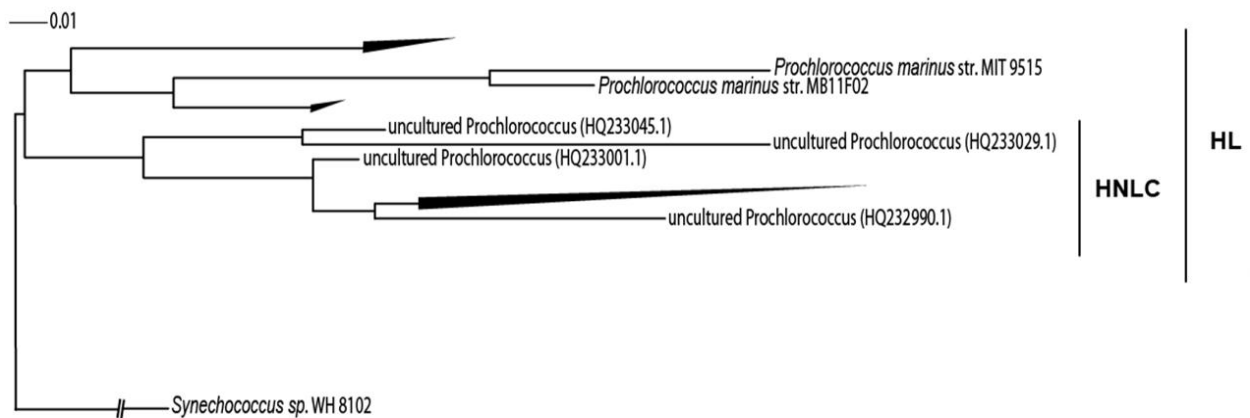 0.01
Prochlorococcus marinus str. MIT 9515
Prochlorococcus marinus str. MB11F02
uncultured Prochlorococcus (HQ233045.1)
uncultured Prochlorococcus (HQ233029.1)
uncultured Prochlorococcus (HQ233001.1)
uncultured Prochlorococcus (HQ232990.1)
HNLC
HL
Synechococcus sp. WH 8102